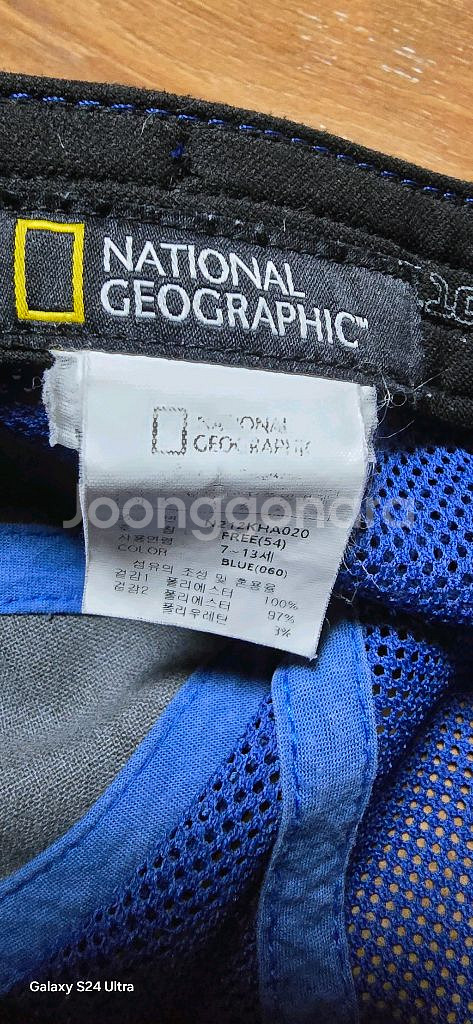 NATIONAL
GEOGRAPHIC™
NATIONAL
GEOGRAPHIC
Joonggonara
N212KHA020
FREE(54)
사용연령 7~13세
COLOR BLUE(060)
섬유의 조성 및 혼용율
겉감1 폴리에스터 100%
겉감2 폴리에스터 97%
폴리우레탄 3%
Galaxy S24 Ultra